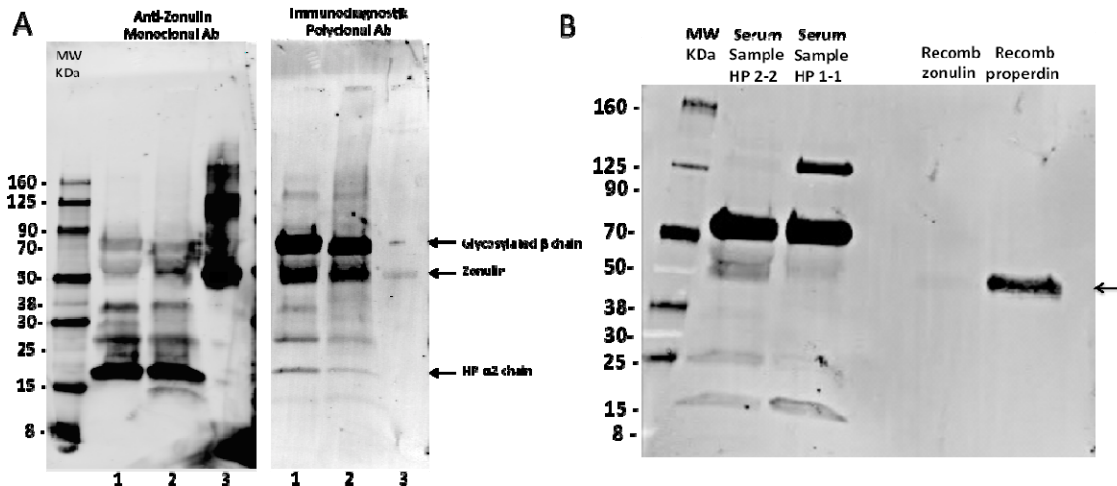 A
Anti-Zonulin
Monoclonal Ab
Immunodiagnostik
Polyclonal Ab
MW
KDa
160 -
125 -
90 -
70 -
50 -
38-
30-
15 -
8 -
Glycosylated β chain
Zonulin
HP α2 chain
1 2 3
1 2 3
B
MW
KDa
Serum
Sample
HP 2-2
Serum
Sample
HP 1-1
Recomb
zonulin
Recomb
properdin
160 -
125 -
90 -
70-
50-
38-
30-
25-
15 -
8 -